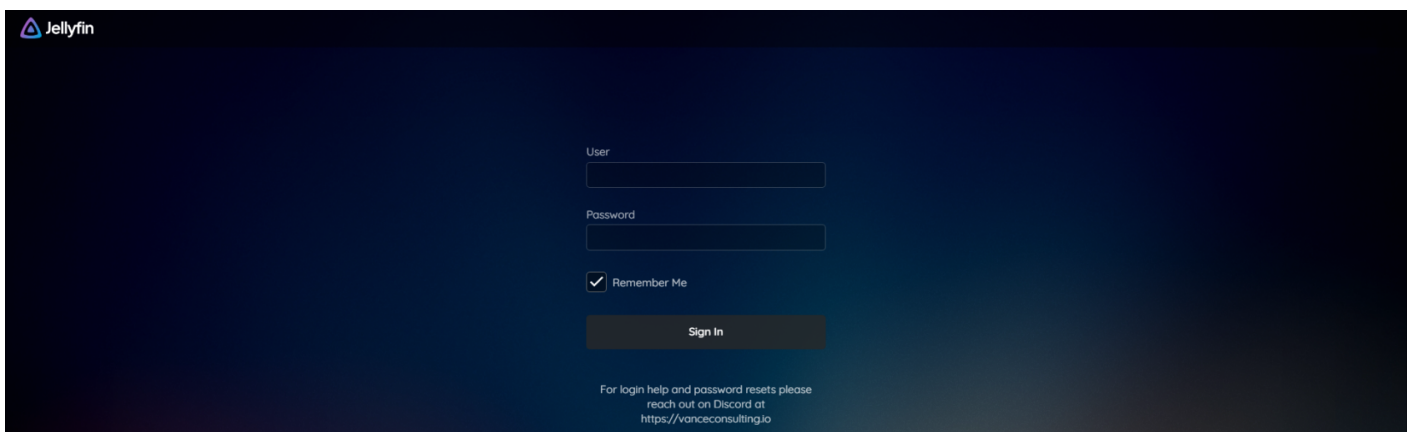 Jellyfin
User
Password
Remember Me
Sign In
For login help and password resets please
reach out on Discord at
https://vanceconsulting.io